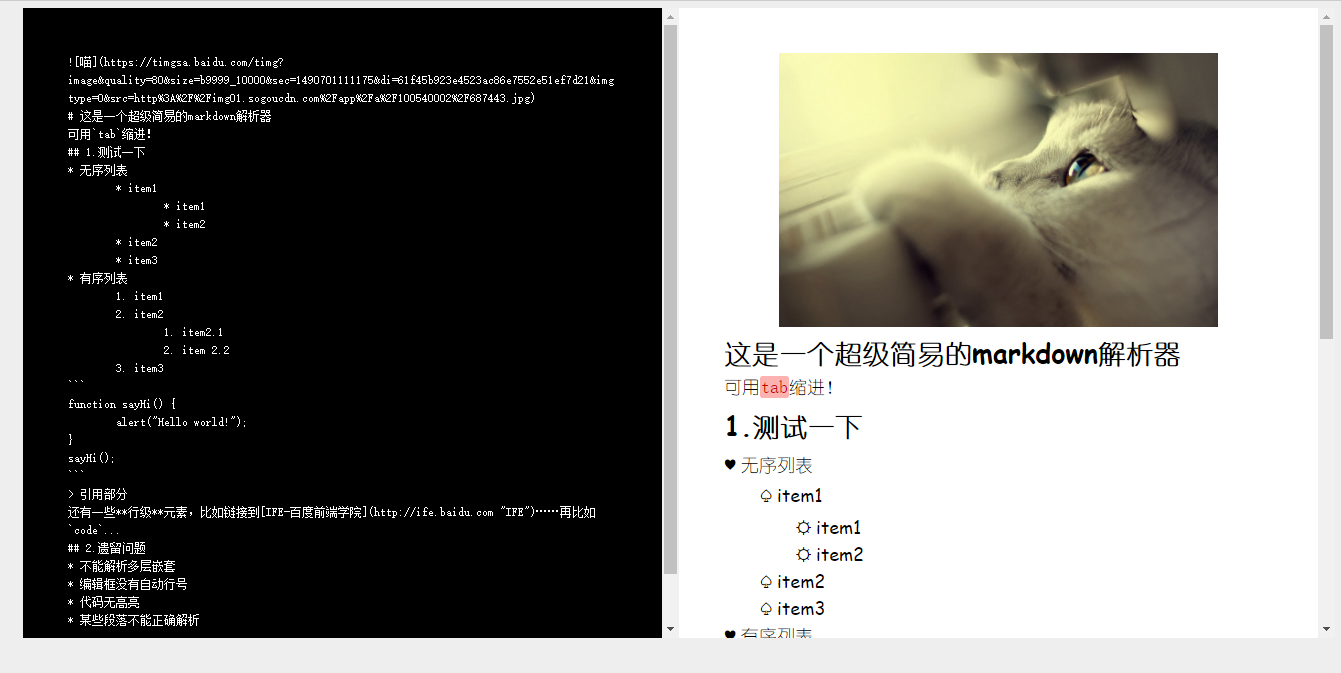 ![喵](https://timgsa.baidu.com/timg?
image&quality=80&size=b9999_10000&sec=1490701111175&di=61f45b923e4523ac86e7552e51ef7d21&img
type=0&src=http%3A%2F%2Fimg01.sogoucdn.com%2Fapp%2Fa%2F100540002%2F687443.jpg)
# 这是一个超级简易的markdown解析器
可用`tab`缩进!
## 1.测试一下
* 无序列表
* item1
* item1
* item2
* item2
* item3
* 有序列表
1. item1
2. item2
1. item2.1
2. item 2.2
3. item3
```
function sayHi() {
alert("Hello world!");
}
sayHi();
```
> 引用部分
还有一些**行级**元素，比如链接到[IFE-百度前端学院](http://ife.baidu.com "IFE")……再比如
`code`...
## 2.遗留问题
* 不能解析多层嵌套
* 编辑框没有自动行号
* 代码无高亮
* 某些段落不能正确解析
这是一个超级简易的markdown解析器
可用tab缩进!
1.测试一下
♥ 无序列表
♤ item1
☼ item1
☼ item2
♤ item2
♤ item3
♥ 有序列表